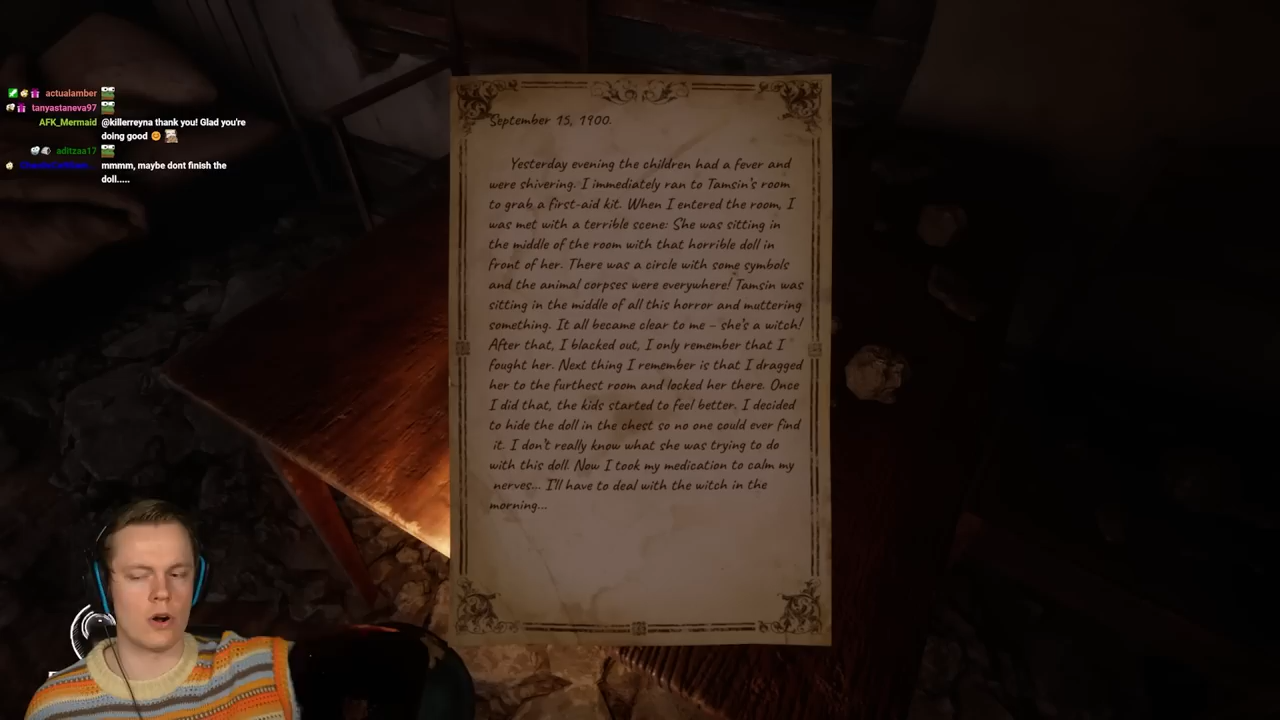 actualamber
tanyastaneva97
AFK_Mermaid @killerreyna thank you! Glad you're
doing good
aditzaa17
mmmm, maybe dont finish the
doll.....
September 15, 1900.
Yesterday evening the children had a fever and
were shivering. I immediately ran to Tamsin's room
to grab a first-aid kit. When I entered the room, I
was met with a terrible scene: She was sitting in
the middle of the room with that horrible doll in
front of her. There was a circle with some symbols
and the animal corpses were everywhere! Tamsin was
sitting in the middle of all this horror and muttering
something. It all became clear to me – she's a witch!
After that, I blacked out, I only remember that I
fought her. Next thing I remember is that I dragged
her to the furthest room and locked her there. Once
I did that, the kids started to feel better. I decided
to hide the doll in the chest so no one could ever find
it. I don't really know what she was trying to do
with this doll. Now I took my medication to calm my
nerves... I'll have to deal with the witch in the
morning...